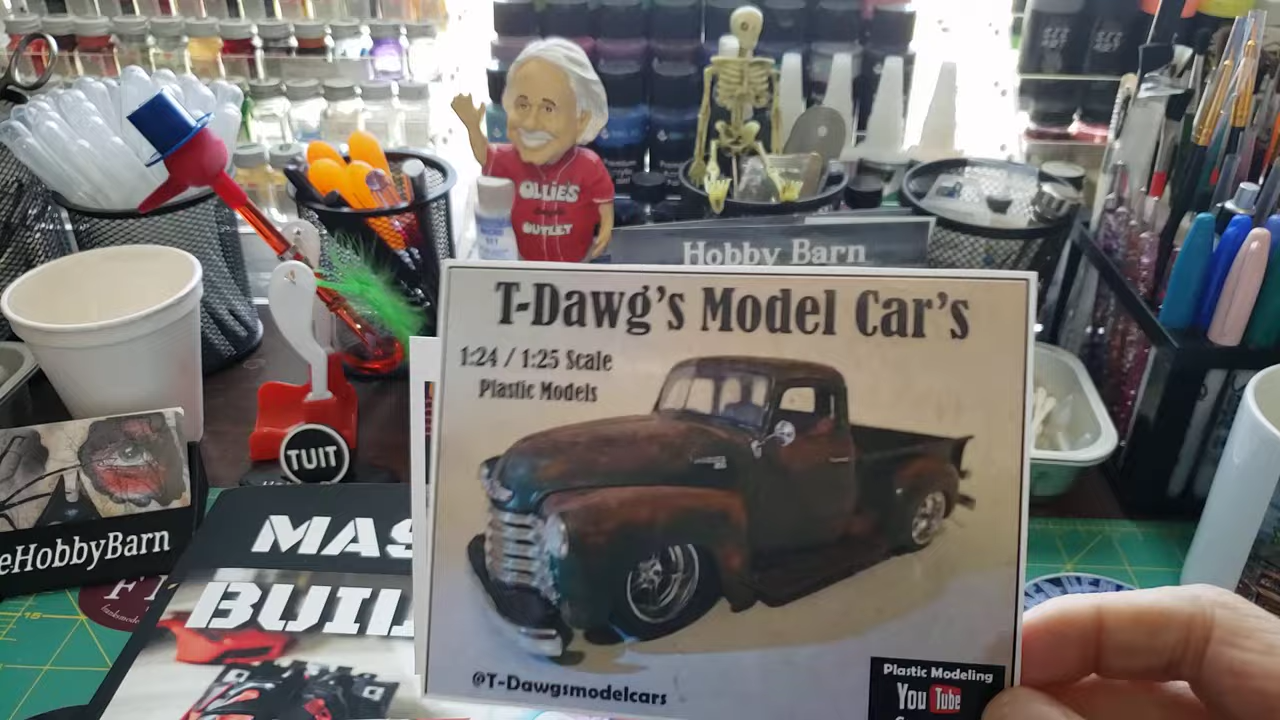 OLLIE'S
OUTLET
Hobby Barn
T-Dawg's Model Car's
1:24 / 1:25 Scale
Plastic Models
TUIT
eHobbyBarn
MAS
BUIL
@T-Dawgsmodelcars
Plastic Modeling
YouTube